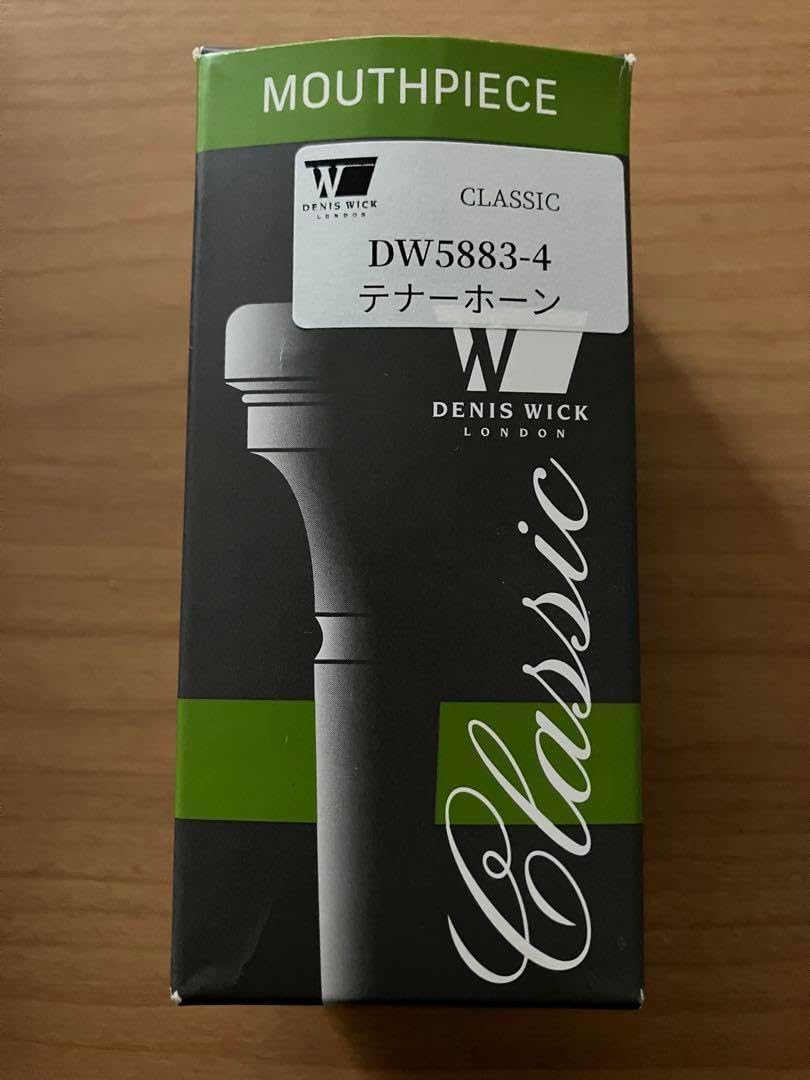 MOUTHPIECE
W
DENIS WICK
LONDON
CLASSIC
DW5883-4
テナーホーン
W
DENIS WICK
LONDON
Classic